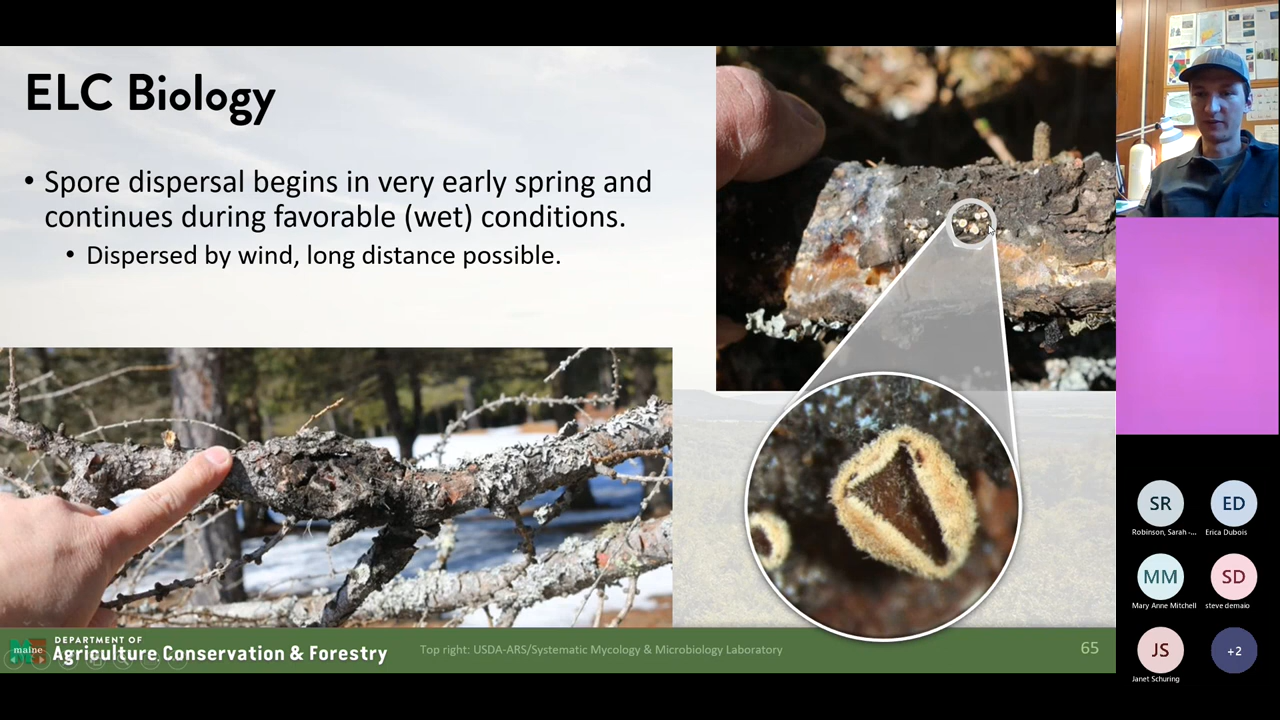 ELC Biology
• Spore dispersal begins in very early spring and
continues during favorable (wet) conditions.
• Dispersed by wind, long distance possible.
maine
DEPARTMENT OF
Agriculture Conservation & Forestry
Top right: USDA-ARS/Systematic Mycology & Microbiology Laboratory
65
SR
Robinson, Sarah -...
ED
Erica Dubois
MM
Mary Anne Mitchell
SD
steve demaio
JS
Janet Schuring
+2